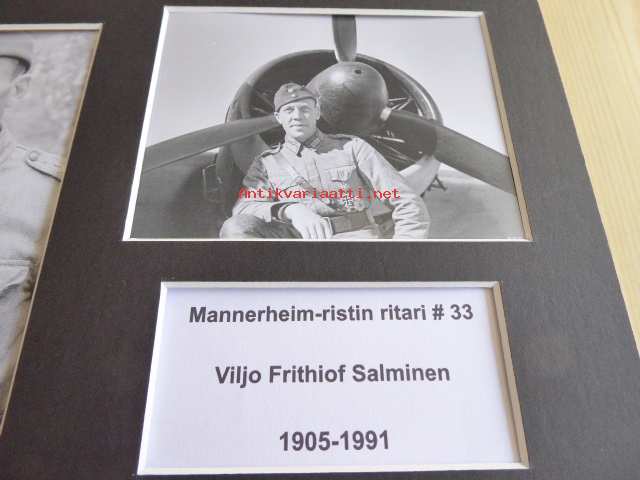 Antikvariaatti.net
Mannerheim-ristin ritari # 33
Viljo Frithiof Salminen
1905-1991